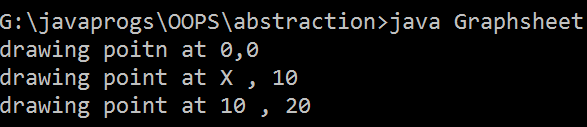 G:\javaprogs\OOPS\abstraction>java Graphsheet
drawing poitn at 0,0
drawing point at X , 10
drawing point at 10 , 20